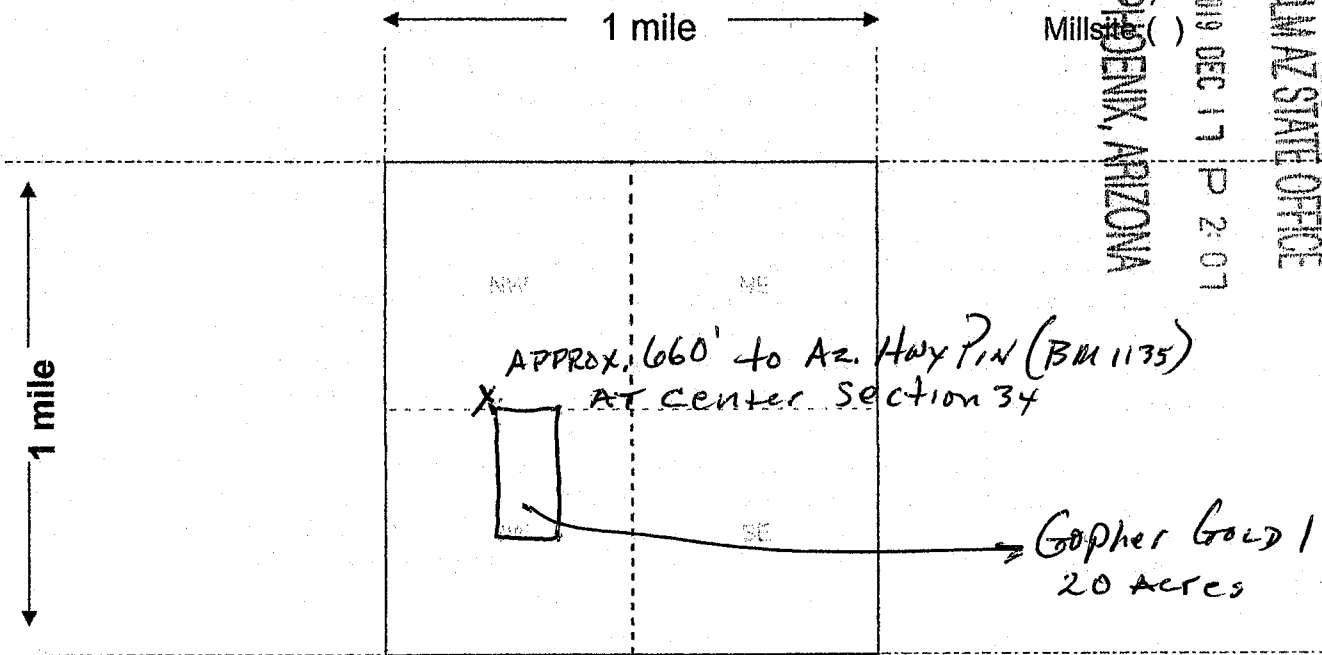 1 mile
Millsite ( )
AZ STATE OFFICE
DEC 17 P 2:07
PHOENIX, ARIZONA
1 mile
NW
NE
APPROX. 660' to Az. Hwy PIN (BM 1135)
AT Center Section 34
SE
Gopher GOLD 1
20 Acres